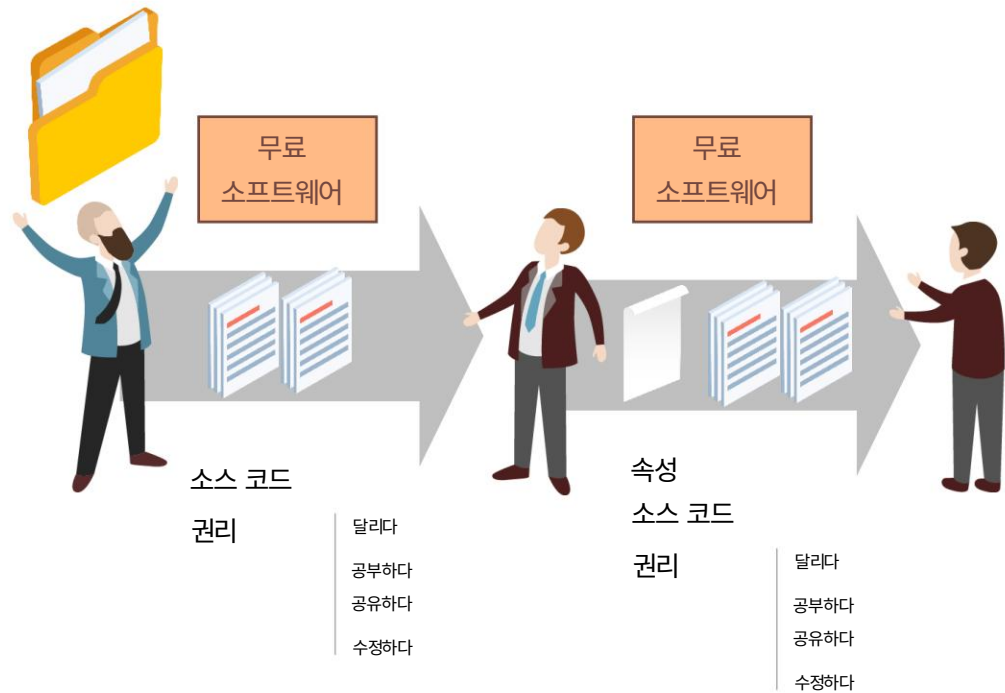 무료
소프트웨어
무료
소프트웨어
소스 코드
권리
달리다
공부하다
공유하다
수정하다
속성
소스 코드
권리
달리다
공부하다
공유하다
수정하다